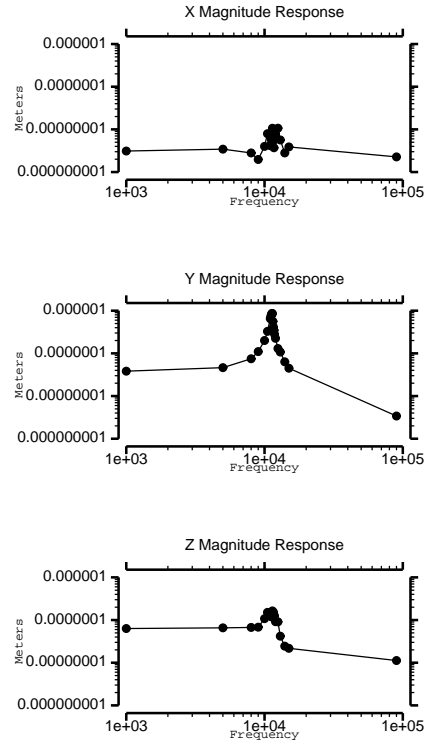 X Magnitude Response
0.000001
0.0000001
0.00000001
0.000000001
Meters
1e+03
1e+04
1e+05
Frequency
Y Magnitude Response
0.000001
0.0000001
0.00000001
0.000000001
Meters
1e+03
1e+04
1e+05
Frequency
Z Magnitude Response
0.000001
0.0000001
0.00000001
0.000000001
Meters
1e+03
1e+04
1e+05
Frequency